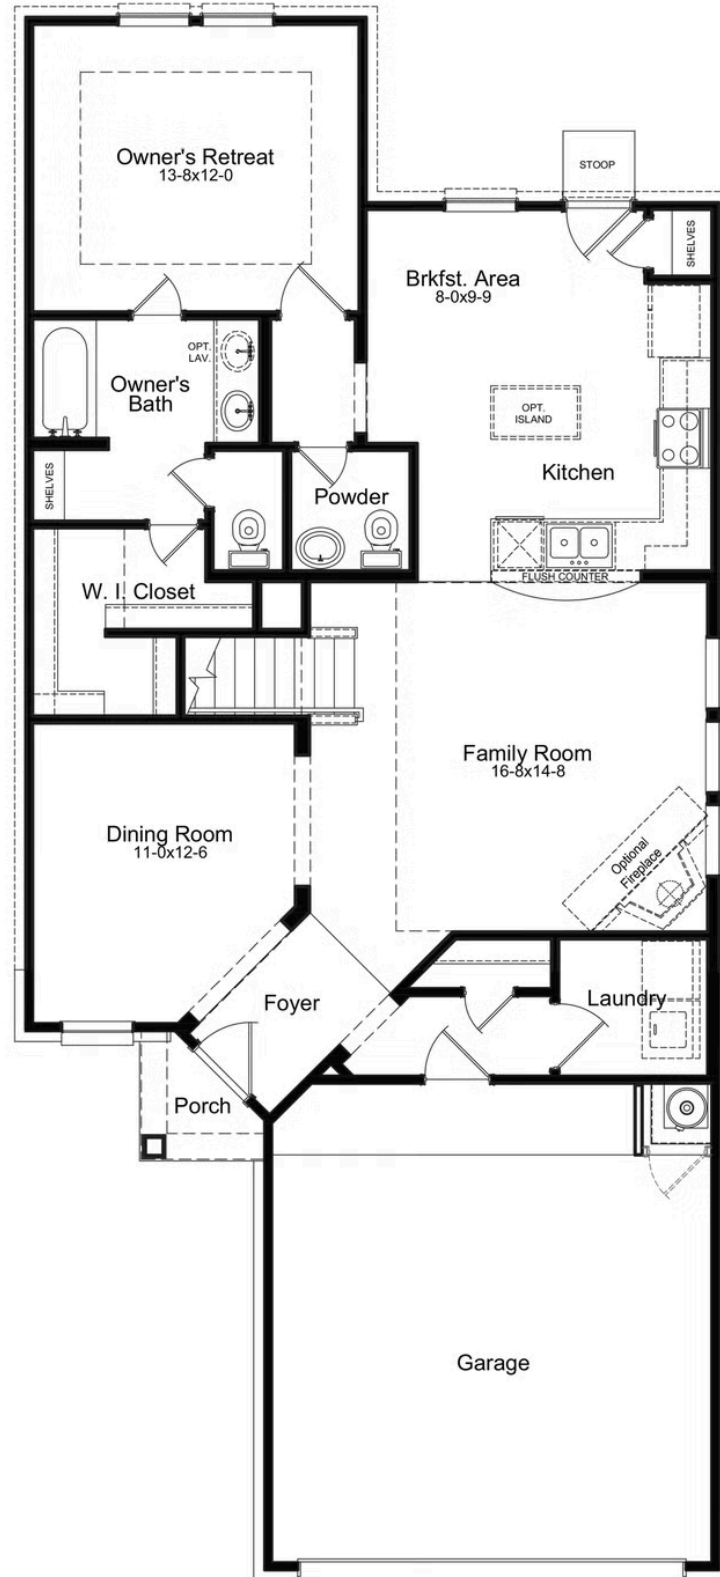 Owner's Retreat
13-8x12-0
STOOP
SHELVES
Brkfst. Area
8-0x9-9
OPT.
LAV.
Owner's
Bath
OPT.
ISLAND
Kitchen
SHELVES
Powder
FLUSH COUNTER
W. I. Closet
Family Room
16-8x14-8
Dining Room
11-0x12-6
Optional
Fireplace
Foyer
Laundry
Porch
Garage